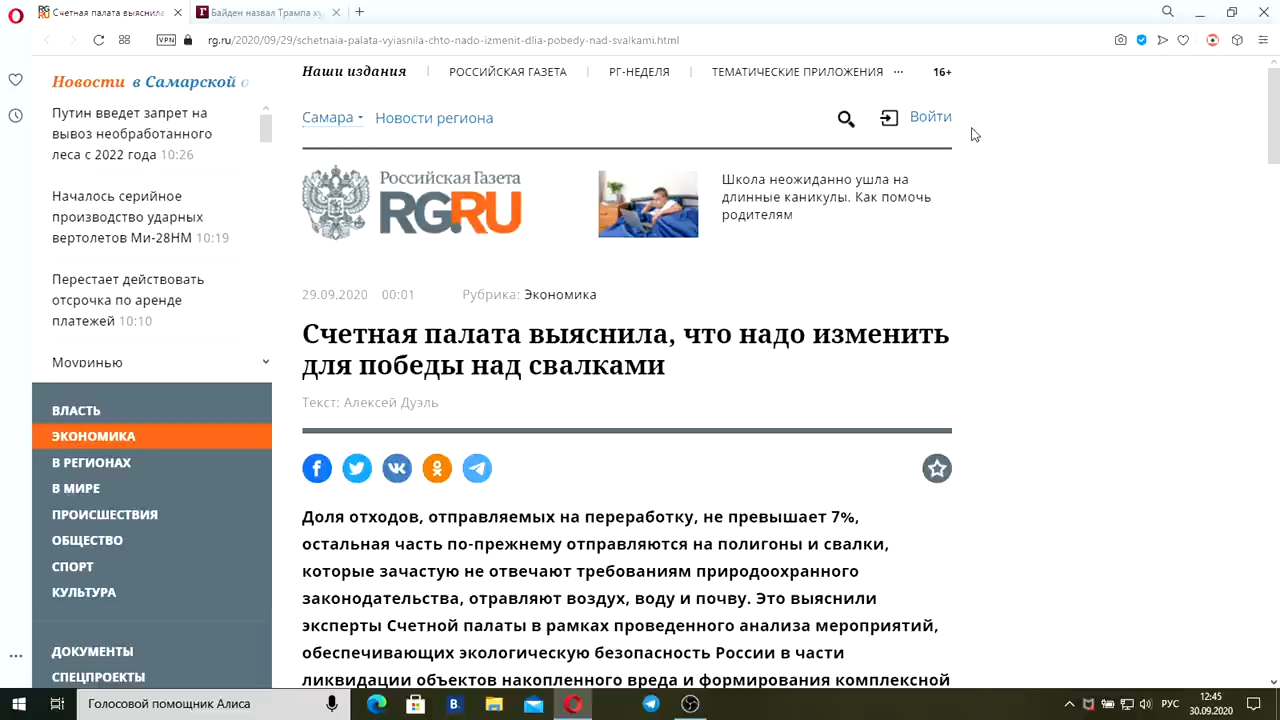 Счетная палата выяснила
Байден назвал Трампа ху
VPN
rg.ru/2020/09/29/schetnaia-palata-vyiasnila-chto-nado-izmenit-dlia-pobedy-nad-svalkami.html
Новости в Самарской о
Путин введет запрет на
вывоз необработанного
леса с 2022 года 10:26
Началось серийное
производство ударных
вертолетов Ми-28НМ 10:19
Перестает действовать
отсрочка по аренде
платежей 10:10
Моуринью
ВЛАСТЬ
ЭКОНОМИКА
В РЕГИОНАХ
В МИРЕ
ПРОИСШЕСТВИЯ
ОБЩЕСТВО
СПОРТ
КУЛЬТУРА
ДОКУМЕНТЫ
СПЕЦПРОЕКТЫ
Наши издания РОССИЙСКАЯ ГАЗЕТА РГ-НЕДЕЛЯ ТЕМАТИЧЕСКИЕ ПРИЛОЖЕНИЯ ... 16+
Самара Новости региона Войти
Российская Газета
RG.RU
Школа неожиданно ушла на
длинные каникулы. Как помочь
родителям
29.09.2020 00:01 Рубрика: Экономика
Счетная палата выяснила, что надо изменить
для победы над свалками
Текст: Алексей Дуэль
Доля отходов, отправляемых на переработку, не превышает 7%,
остальная часть по-прежнему отправляются на полигоны и свалки,
которые зачастую не отвечают требованиям природоохранного
законодательства, отравляют воздух, воду и почву. Это выяснили
эксперты Счетной палаты в рамках проведенного анализа мероприятий,
обеспечивающих экологическую безопасность России в части
ликвидации объектов накопленного вреда и формирования комплексной
Голосовой помощник Алиса
РУС
12:45
30.09.2020